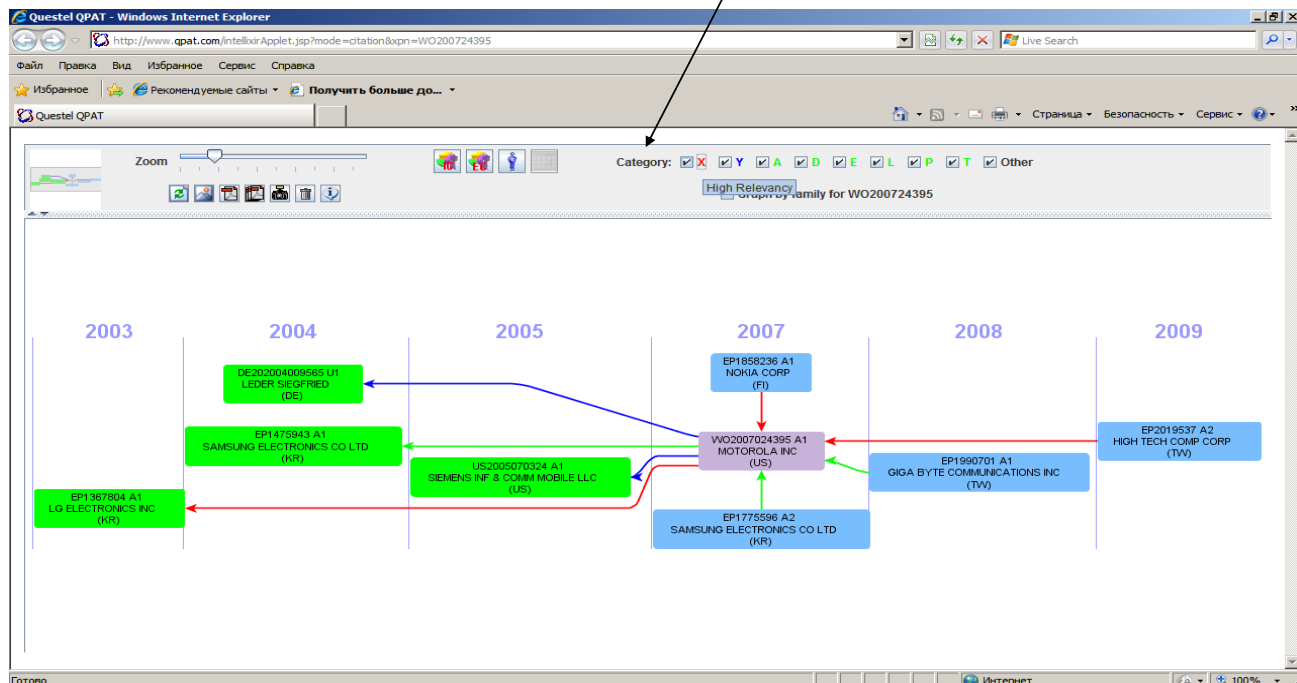 Questel QPAT - Windows Internet Explorer
http://www.qpat.com/intellixirApplet.jsp?mode=citation&xpn=WO200724395
Live Search
Файл Правка Вид Избранное Сервис Справка
Избранное Рекомендуемые сайты Получить больше до...
Questel QPAT
Страница Безопасность Сервис »
Zoom
Category: X Y A D E L P T Other
High Relevancy
Graph by family for WO200724395
2003 2004 2005 2007 2008 2009
DE202004009565 U1
LEDER SIEGFRIED
(DE)
EP1858236 A1
NOKIA CORP
(FI)
EP1475943 A1
SAMSUNG ELECTRONICS CO LTD
(KR)
WO2007024395 A1
MOTOROLA INC
(US)
EP2019537 A2
HIGH TECH COMP CORP
(TW)
US2005070324 A1
SIEMENS INF & COMM MOBILE LLC
(US)
EP1990701 A1
GIGA BYTE COMMUNICATIONS INC
(TW)
EP1367804 A1
LG ELECTRONICS INC
(KR)
EP1775596 A2
SAMSUNG ELECTRONICS CO LTD
(KR)
Готово
Интернет
100%